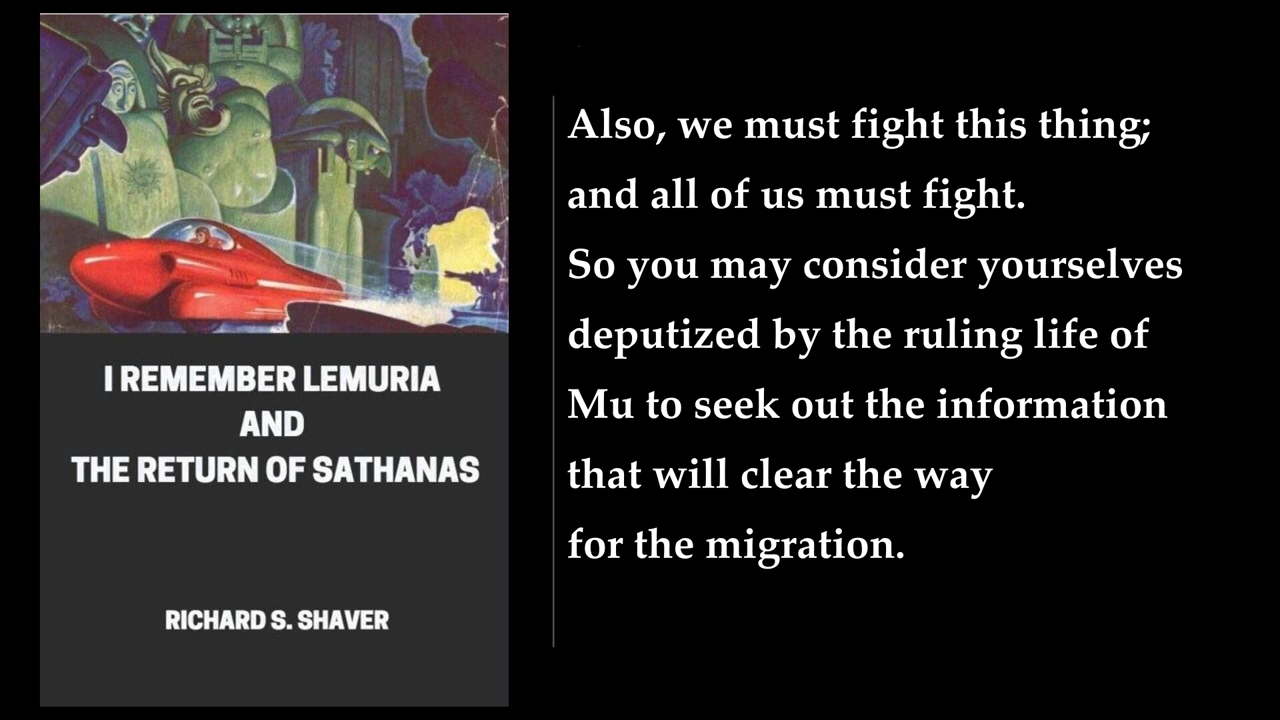 I REMEMBER LEMURIA
AND
THE RETURN OF SATHANAS
RICHARD S. SHAVER
Also, we must fight this thing;
and all of us must fight.
So you may consider yourselves
deputized by the ruling life of
Mu to seek out the information
that will clear the way
for the migration.